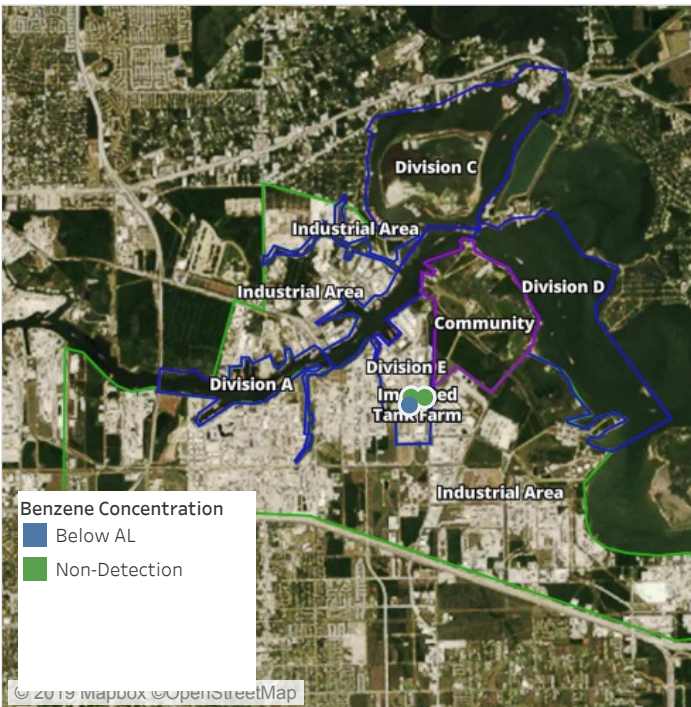 Division C
Industrial Area
Division D
Industrial Area
Community
Division E
Division A
Tank Farm
Industrial Area
Benzene Concentration
Below AL
Non-Detection
© 2019 Mapbox ©OpenStreetMap